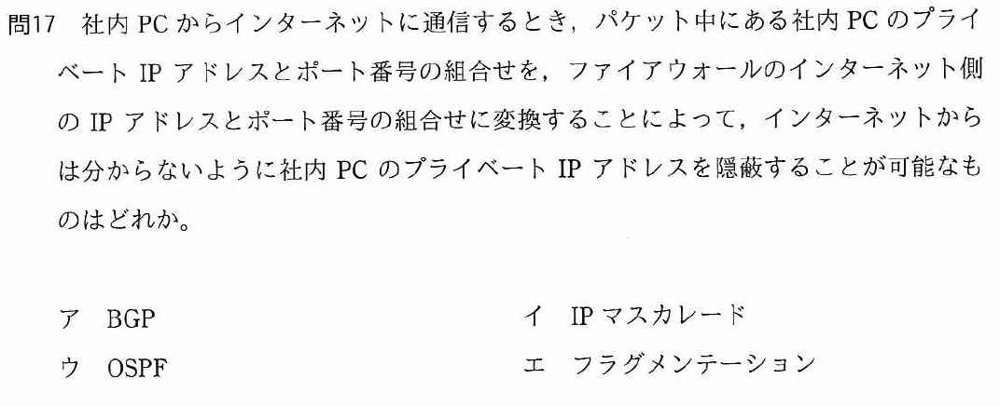 問17 社内 PC からインターネットに通信するとき，パケット中にある社内 PC のプライ
ベート IP アドレスとポート番号の組合せを，ファイアウォールのインターネット側
の IP アドレスとポート番号の組合せに変換することによって，インターネットから
は分からないように社内 PC のプライベート IP アドレスを隠蔽することが可能なも
のはどれか。
ア BGP イ IP マスカレード
ウ OSPF エ フラグメンテーション